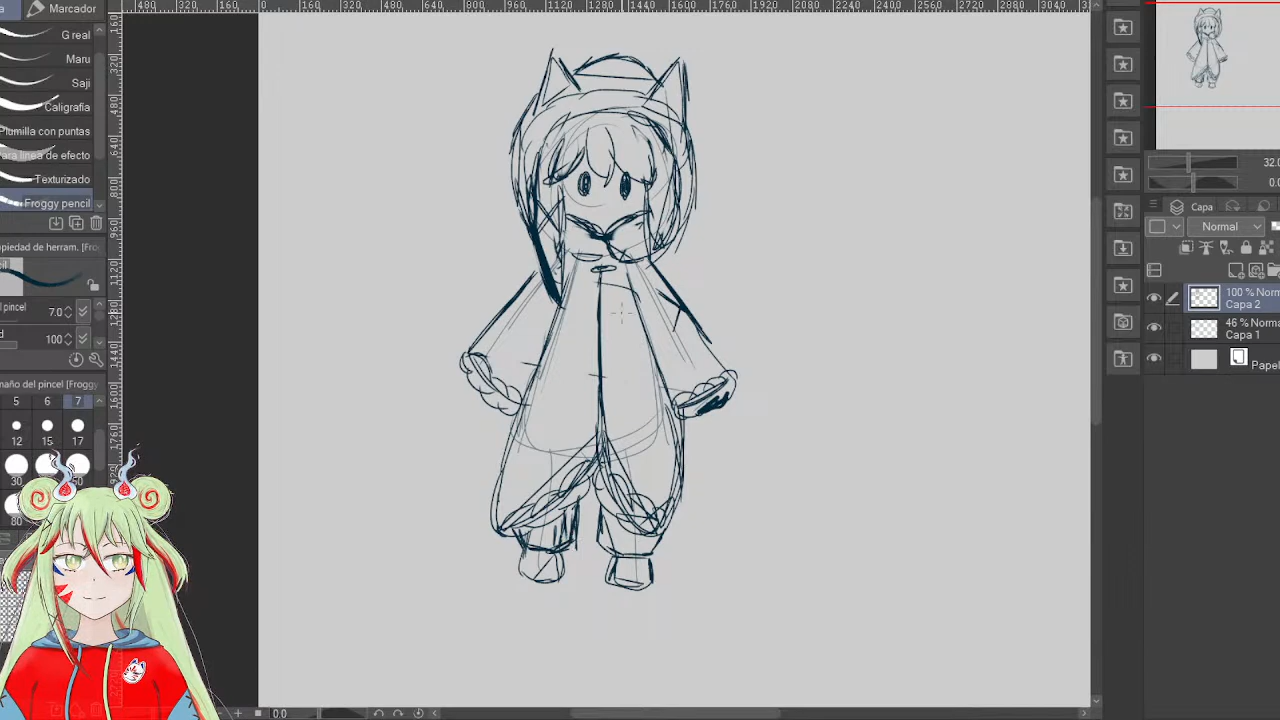 Marcador
480 320 160 0 160 320 480 640 800 960 1120 1280 1440 1600 1760 1920 2080 2240 2400 2560 2720 2880 3040
G real
Maru
Saji
Caligrafia
Plumilla con puntas
ara linea de efecto
Texturizado
Froggy pencil
piedad de herram. [Fro
pincel 7.0
100
maño del pincel [Froggy
5 6 7
12 15 17
30
80
32.0
0.0
Capa
Normal
100 % Norm
Capa 2
46 % Norma
Capa 1
Papel
00